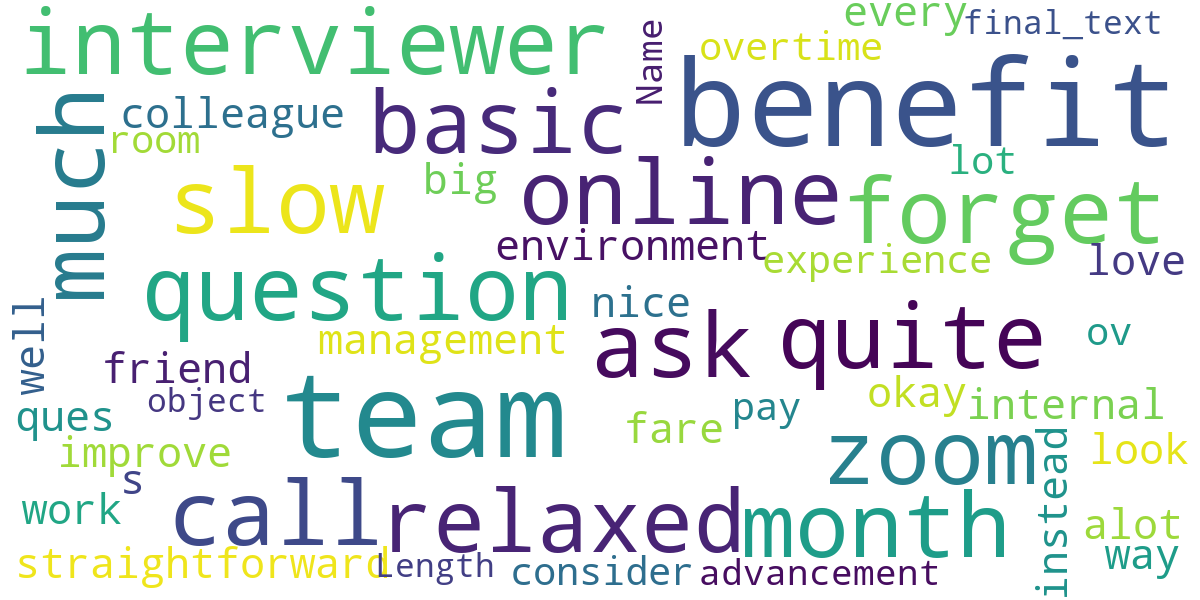 interviewer
every
final_text
overtime
Name
benefit
much
colleague
basic
room
lot
big
slow
online
forget
environment
experience
love
question
nice
well
management
ask
quite
ov
friend
object
team
okay
internal
pay
ques
fare
improve
zoom
look
s
instead
work
call
relaxed
month
alot
way
straightforward
Length
consider
advancement